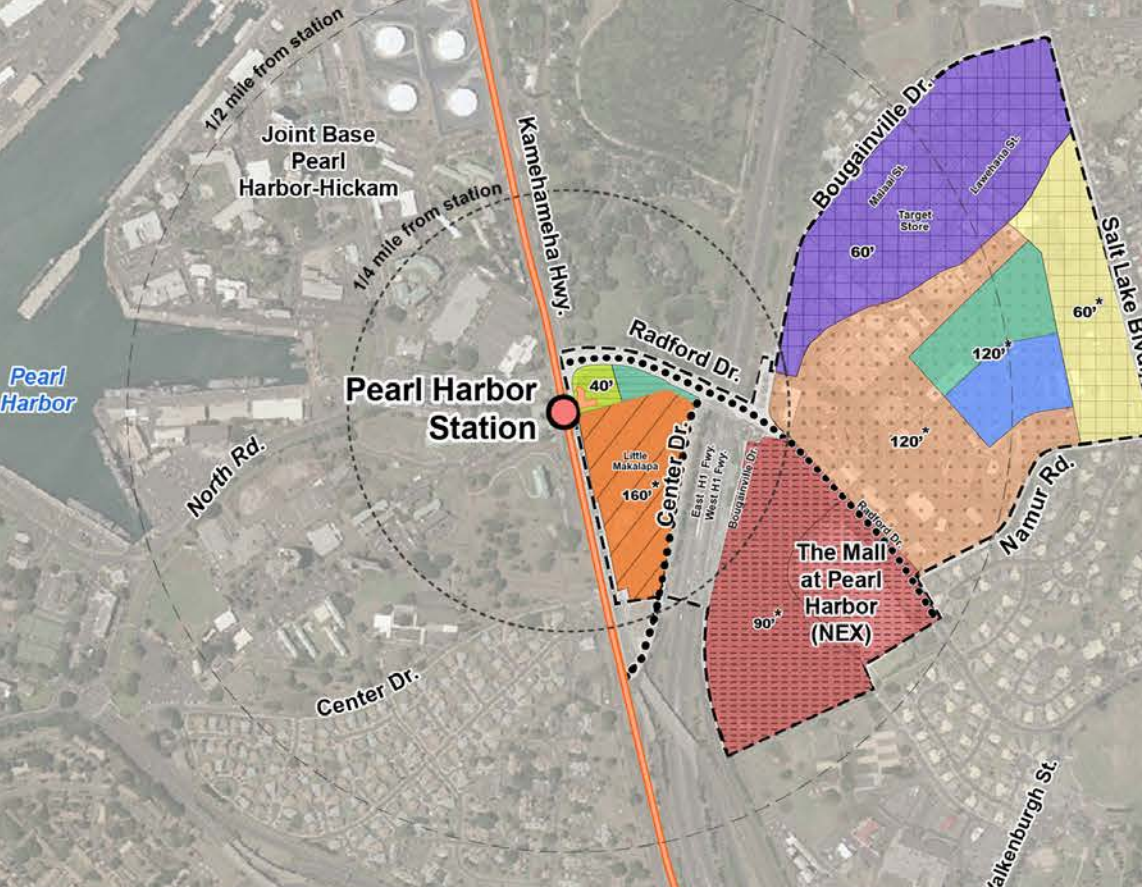 1/2 mile from station
Joint Base
Pearl
Harbor-Hickam
Kamehameha Hwy.
1/4 mile from station
Bougainville Dr.
Malaai St.
Lawehana St.
Target
Store
60'
Salt Lake Blvd.
60'*
Radford Dr.
120'*
Pearl
Harbor
Pearl Harbor
Station
40'
North Rd.
Little
Makalapa
160'*
Center Dr.
East H1 Fwy.
West H1 Fwy.
Bougainville Dr.
120'*
Namur Rd.
Radford Dr.
The Mall
at Pearl
Harbor
(NEX)
90'*
Center Dr.
alkenburgh St.